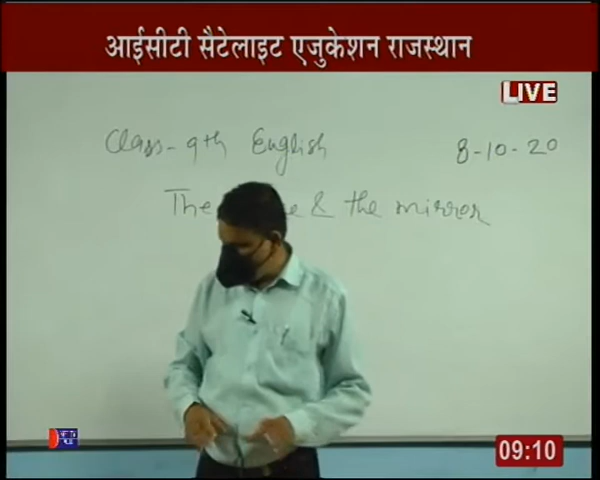 आईसीटी सैटेलाइट एजुकेशन राजस्थान
LIVE
Class - 9th English 8-10-20
The & the mirror
09:10